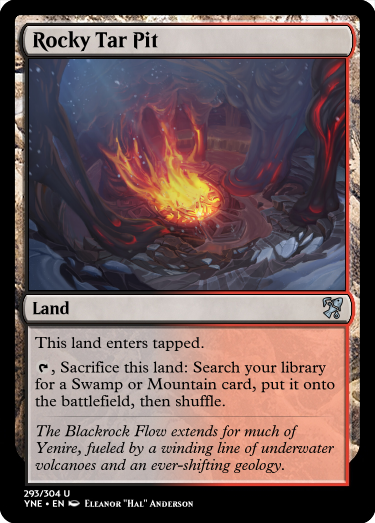 Rocky Tar Pit
Land
This land enters tapped.
, Sacrifice this land: Search your library
for a Swamp or Mountain card, put it onto
the battlefield, then shuffle.
The Blackrock Flow extends for much of
Yenire, fueled by a winding line of underwater
volcanoes and an ever-shifting geology.
293/304 U
YNE • EN Eleanor "Hal" Anderson